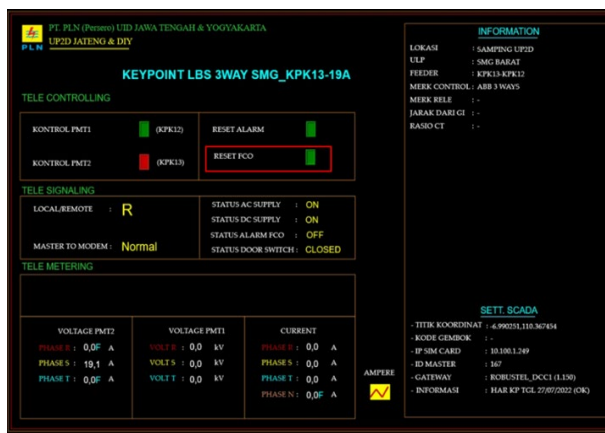 PT. PLN (Persero) UID JAWA TENGAH & YOGYAKARTA
UP2D JATENG & DIY
PLN
KEYPOINT LBS 3WAY SMG_KPK13-19A
TELE CONTROLLING
KONTROL PMT1 (KPK12) RESET ALARM
KONTROL PMT2 (KPK13) RESET FCO
TELE SIGNALING
LOCAL/REMOTE : R
MASTER TO MODEM : Normal
STATUS AC SUPPLY : ON
STATUS DC SUPPLY : ON
STATUS ALARM FCO : OFF
STATUS DOOR SWITCH : CLOSED
TELE METERING
VOLTAGE PMT2
PHASE R : 0,0F A
PHASE S : 19,1 A
PHASE T : 0,0F A
VOLTAGE PMT1
VOLT R : 0,0 kV
VOLT S : 0,0 kV
VOLT T : 0,0 kV
CURRENT
PHASE R : 0,0 A
PHASE S : 0,0 A
PHASE T : 0,0 A
PHASE N : 0,0F A
AMPERE
INFORMATION
LOKASI : SAMPING UP2D
ULP : SMG BARAT
FEEDER : KPK13-KPK12
MERK CONTROL : ABB 3 WAYS
MERK RELE : -
JARAK DARI GI : -
RASIO CT : -
SETT. SCADA
- TITIK KOORDINAT : -6.990251,110.367454
- KODE GEMBOK : -
- IP SIM CARD : 10.100.1.249
- ID MASTER : 167
- GATEWAY : ROBUSTEL_DCC1 (1.150)
- INFORMASI : HAR KP TGL 27/07/2022 (OK)